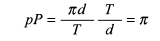 pP = πd/T T/d = π